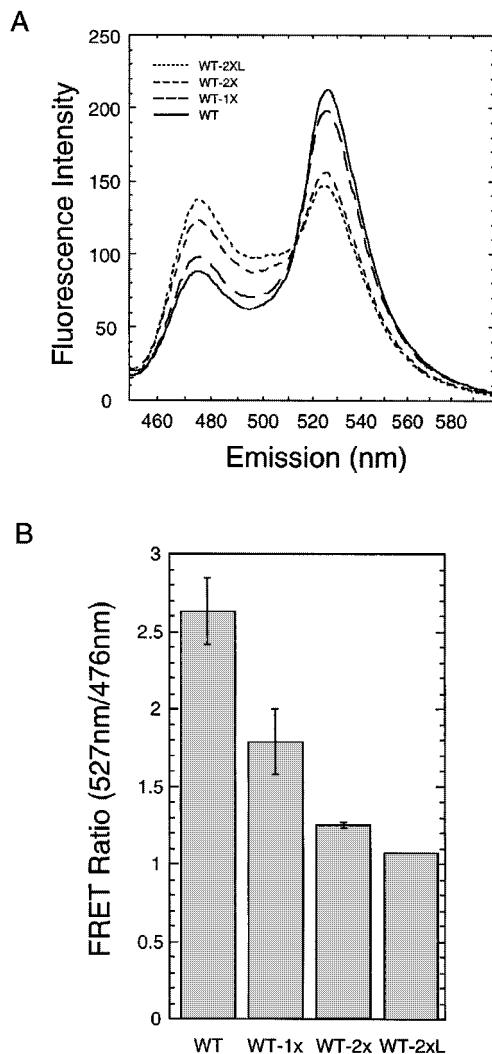 A
Fluorescence Intensity
250
200
150
100
50
0
WT-2XL
WT-2X
WT-1X
WT
460 480 500 520 540 560 580
Emission (nm)
B
FRET Ratio (527nm/476nm)
3
2.5
2
1.5
1
0.5
0
WT WT-1x WT-2x WT-2xL